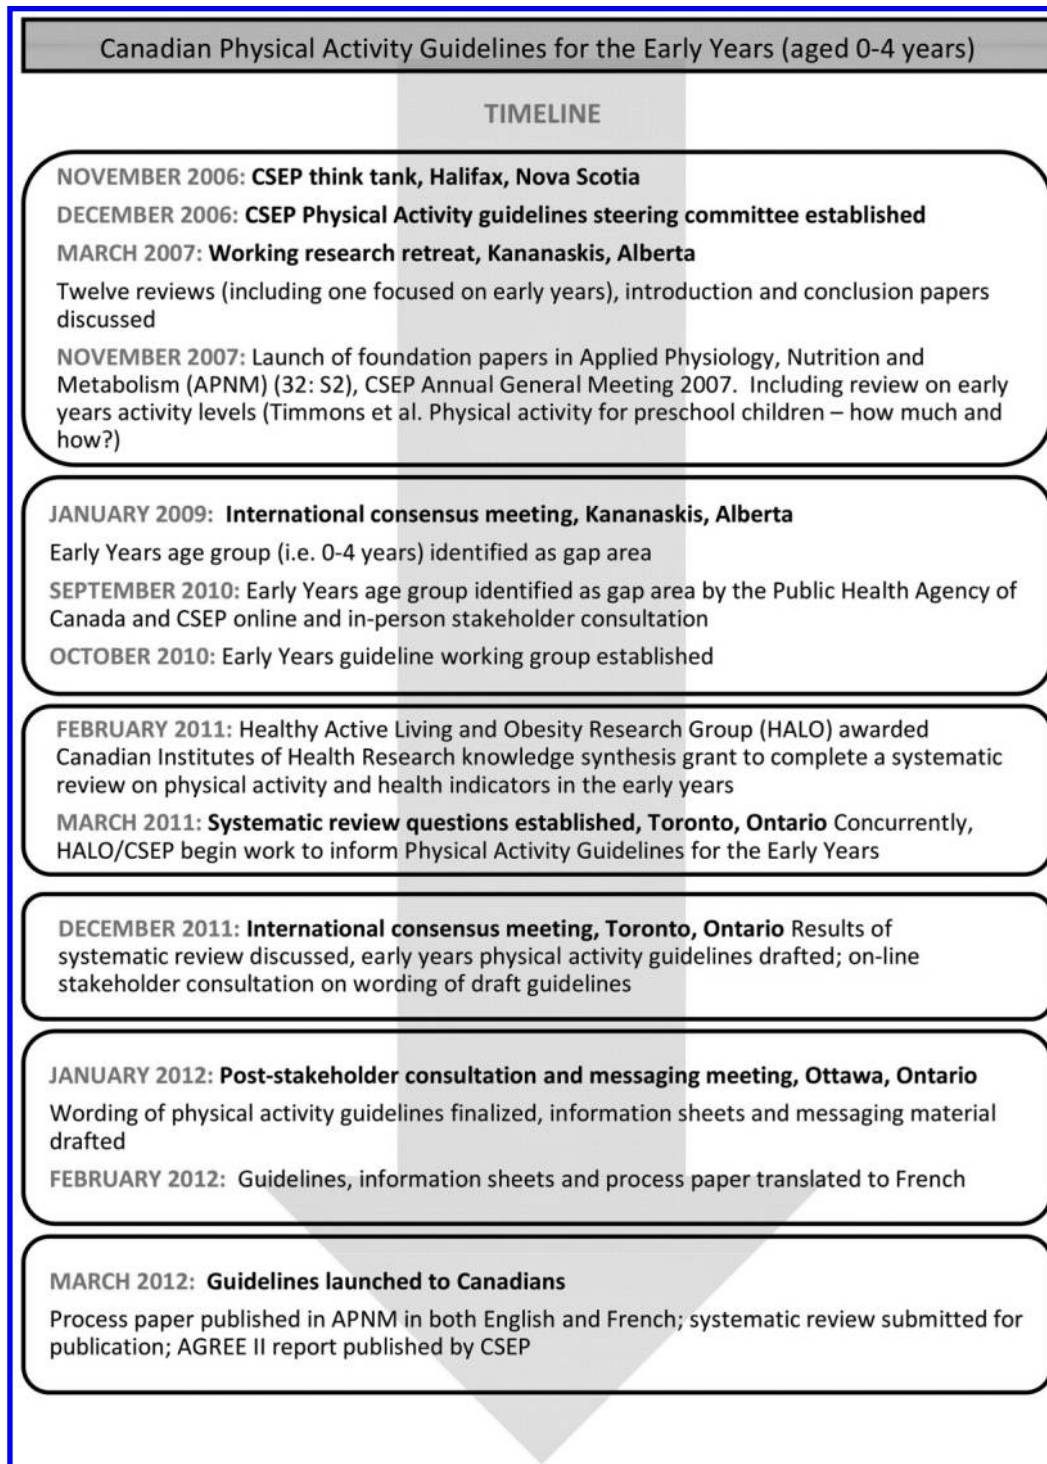 Canadian Physical Activity Guidelines for the Early Years (aged 0-4 years)
TIMELINE
NOVEMBER 2006: CSEP think tank, Halifax, Nova Scotia
DECEMBER 2006: CSEP Physical Activity guidelines steering committee established
MARCH 2007: Working research retreat, Kananaskis, Alberta
Twelve reviews (including one focused on early years), introduction and conclusion papers
discussed
NOVEMBER 2007: Launch of foundation papers in Applied Physiology, Nutrition and
Metabolism (APNM) (32: S2), CSEP Annual General Meeting 2007.  Including review on early
years activity levels (Timmons et al. Physical activity for preschool children – how much and
how?)
JANUARY 2009:  International consensus meeting, Kananaskis, Alberta
Early Years age group (i.e. 0-4 years) identified as gap area
SEPTEMBER 2010: Early Years age group identified as gap area by the Public Health Agency of
Canada and CSEP online and in-person stakeholder consultation
OCTOBER 2010: Early Years guideline working group established
FEBRUARY 2011: Healthy Active Living and Obesity Research Group (HALO) awarded
Canadian Institutes of Health Research knowledge synthesis grant to complete a systematic
review on physical activity and health indicators in the early years
MARCH 2011: Systematic review questions established, Toronto, Ontario Concurrently,
HALO/CSEP begin work to inform Physical Activity Guidelines for the Early Years
DECEMBER 2011: International consensus meeting, Toronto, Ontario Results of
systematic review discussed, early years physical activity guidelines drafted; on-line
stakeholder consultation on wording of draft guidelines
JANUARY 2012: Post-stakeholder consultation and messaging meeting, Ottawa, Ontario
Wording of physical activity guidelines finalized, information sheets and messaging material
drafted
FEBRUARY 2012:  Guidelines, information sheets and process paper translated to French
MARCH 2012:  Guidelines launched to Canadians
Process paper published in APNM in both English and French; systematic review submitted for
publication; AGREE II report published by CSEP